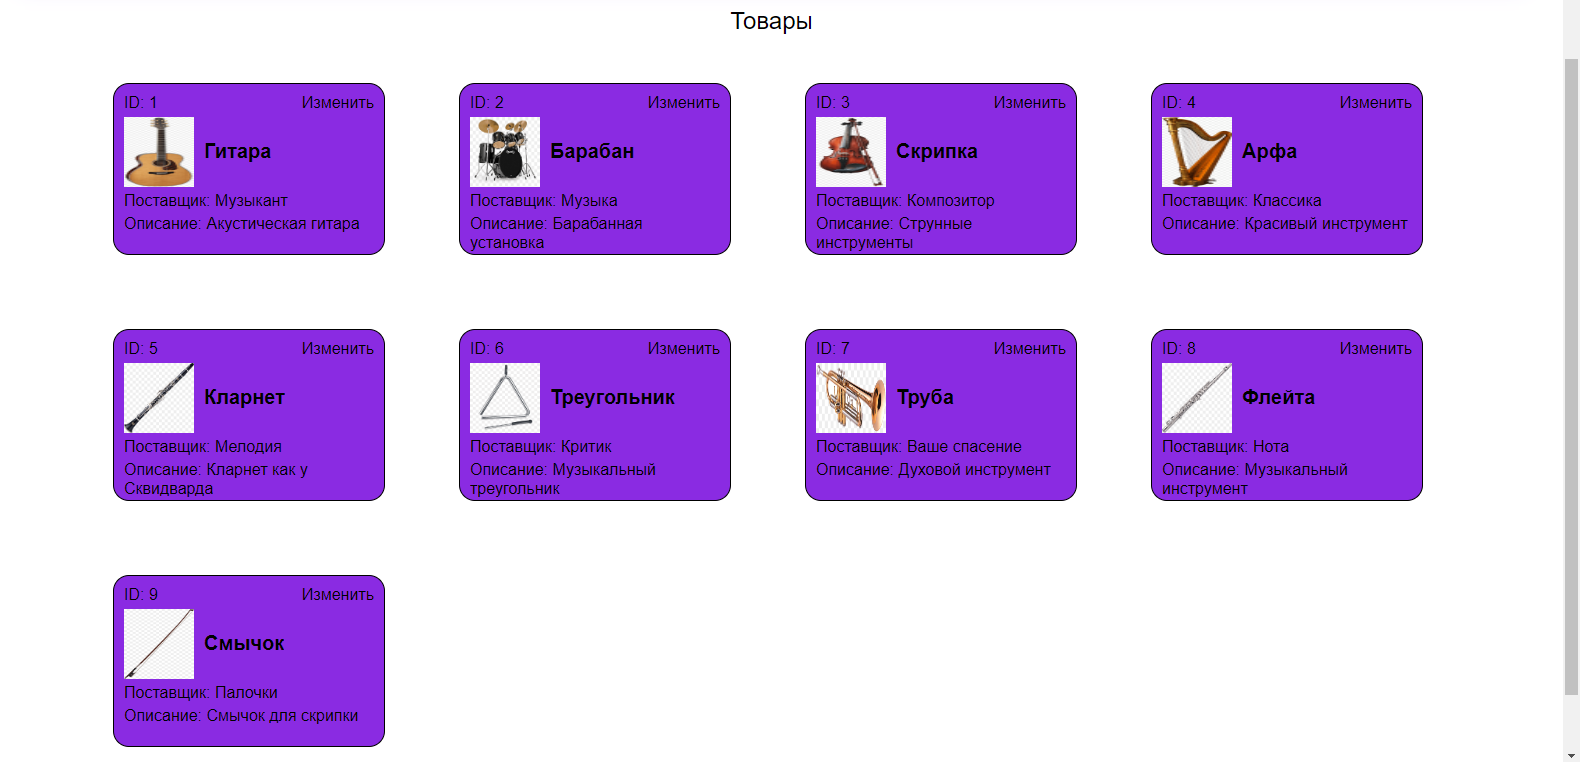 Товары
ID: 1 Изменить
Гитара
Поставщик: Музыкант
Описание: Акустическая гитара
ID: 2 Изменить
Барабан
Поставщик: Музыка
Описание: Барабанная
установка
ID: 3 Изменить
Скрипка
Поставщик: Композитор
Описание: Струнные
инструменты
ID: 4 Изменить
Арфа
Поставщик: Классика
Описание: Красивый инструмент
ID: 5 Изменить
Кларнет
Поставщик: Мелодия
Описание: Кларнет как у
Сквидварда
ID: 6 Изменить
Треугольник
Поставщик: Критик
Описание: Музыкальный
треугольник
ID: 7 Изменить
Труба
Поставщик: Ваше спасение
Описание: Духовой инструмент
ID: 8 Изменить
Флейта
Поставщик: Нота
Описание: Музыкальный
инструмент
ID: 9 Изменить
Смычок
Поставщик: Палочки
Описание: Смычок для скрипки